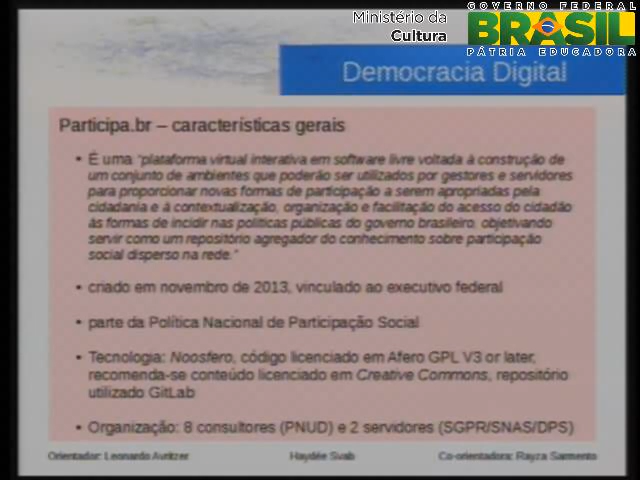 Ministério da
Cultura
GOVERNO FEDERAL
BRASIL
PÁTRIA EDUCADORA
Democracia Digital
Participa.br – características gerais
• É uma "plataforma virtual interativa em software livre voltada à construção de
um conjunto de ambientes que poderão ser utilizados por gestores e servidores
para proporcionar novas formas de participação a serem apropriadas pela
cidadania e à contextualização, organização e facilitação do acesso do cidadão
às formas de incidir nas políticas públicas do governo brasileiro, objetivando
servir como um repositório agregador do conhecimento sobre participação
social disperso na rede."
• criado em novembro de 2013, vinculado ao executivo federal
• parte da Política Nacional de Participação Social
• Tecnologia: Noosfero, código licenciado em Afero GPL V3 or later,
recomenda-se conteúdo licenciado em Creative Commons, repositório
utilizado GitLab
• Organização: 8 consultores (PNUD) e 2 servidores (SGPR/SNAS/DPS)
Orientador: Leonardo Avritzer
Haydée Svab
Co-orientadora: Rayza Sarmento